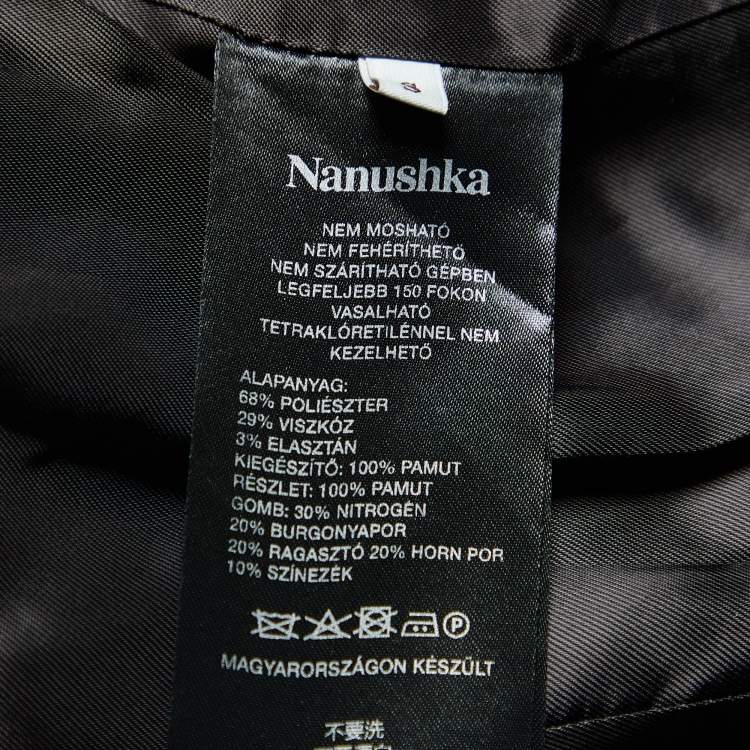 Nanushka
NEM MOSHATÓ
NEM FEHÉRÍTHETŐ
NEM SZÁRÍTHATÓ GÉPBEN
LEGFELJEBB 150 FOKON
VASALHATÓ
TETRAKLÓRETILÉNNEL NEM
KEZELHETŐ
ALAPANYAG:
68% POLIÉSZTER
29% VISZKÓZ
3% ELASZTÁN
KIEGÉSZÍTŐ: 100% PAMUT
RÉSZLET: 100% PAMUT
GOMB: 30% NITROGÉN
20% BURGONYAPOR
20% RAGASZTÓ 20% HORN POR
10% SZÍNEZÉK
P
MAGYARORSZÁGON KÉSZÜLT
不要洗